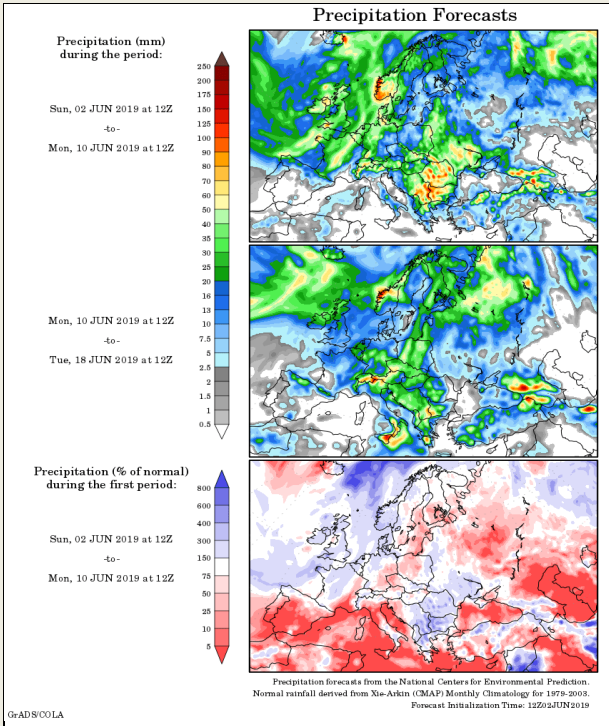 Precipitation Forecasts
Precipitation (mm)
during the period:
Sun, 02 JUN 2019 at 12Z
-to-
Mon, 10 JUN 2019 at 12Z
250
200
175
150
125
100
90
80
70
60
50
40
35
30
25
20
16
13
10
7.5
5
2.5
2
1.5
1
0.5
Mon, 10 JUN 2019 at 12Z
-to-
Tue, 18 JUN 2019 at 12Z
Precipitation (% of normal)
during the first period:
Sun, 02 JUN 2019 at 12Z
-to-
Mon, 10 JUN 2019 at 12Z
800
600
400
300
150
75
50
25
10
5
Precipitation forecasts from the National Centers for Environmental Prediction.
Normal rainfall derived from Xie-Arkin (CMAP) Monthly Climatology for 1979-2003.
Forecast Initialization Time: 12Z02JUN2019
GrADS/COLA